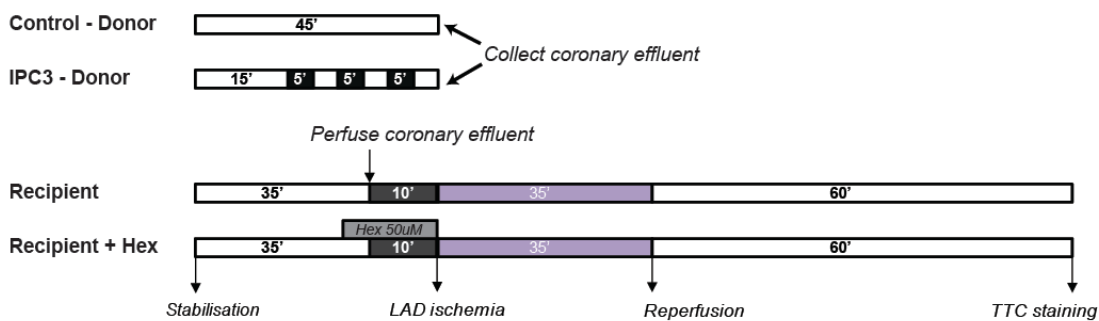 Control - Donor 45’
Collect coronary effluent
IPC3 - Donor 15’ 5’ 5’ 5’
Perfuse coronary effluent
Recipient 35’ 10’ 35’ 60’
Hex 50uM
Recipient + Hex 35’ 10’ 35’ 60’
Stabilisation LAD ischemia Reperfusion TTC staining